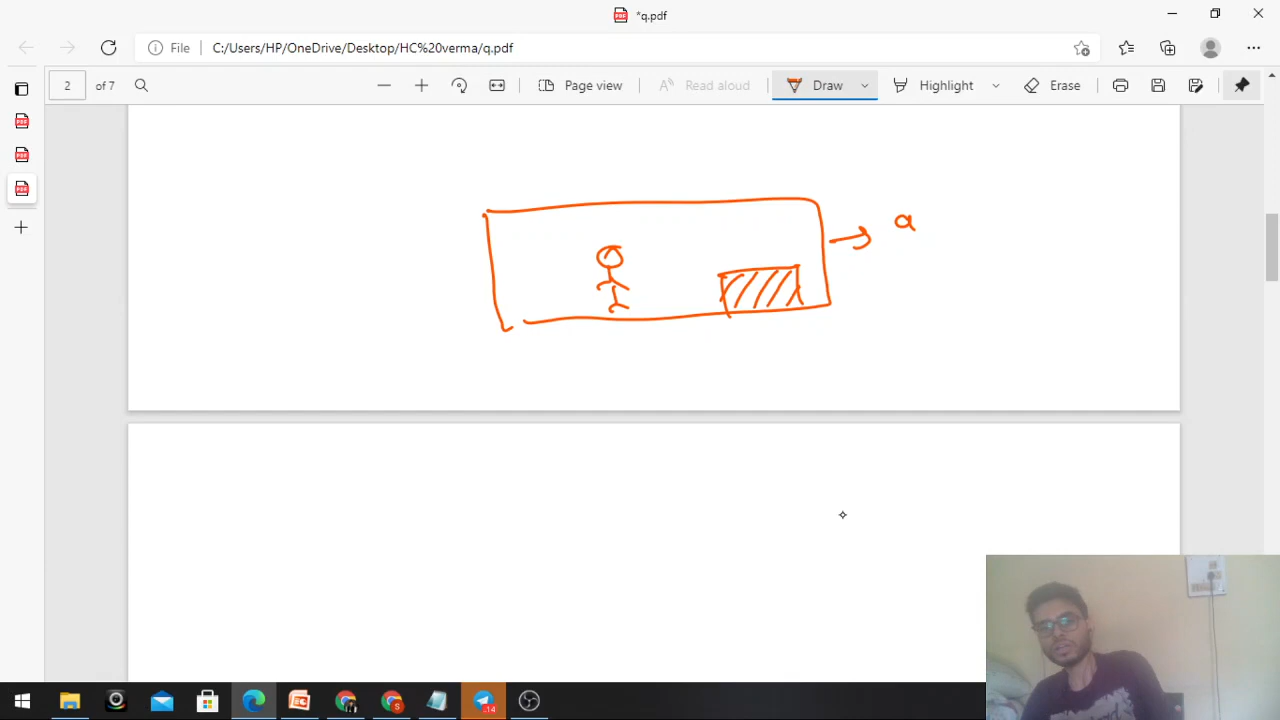 *q.pdf
File C:/Users/HP/OneDrive/Desktop/HC%20verma/q.pdf
2 of 7 Page view Read aloud Draw Highlight Erase
a
14